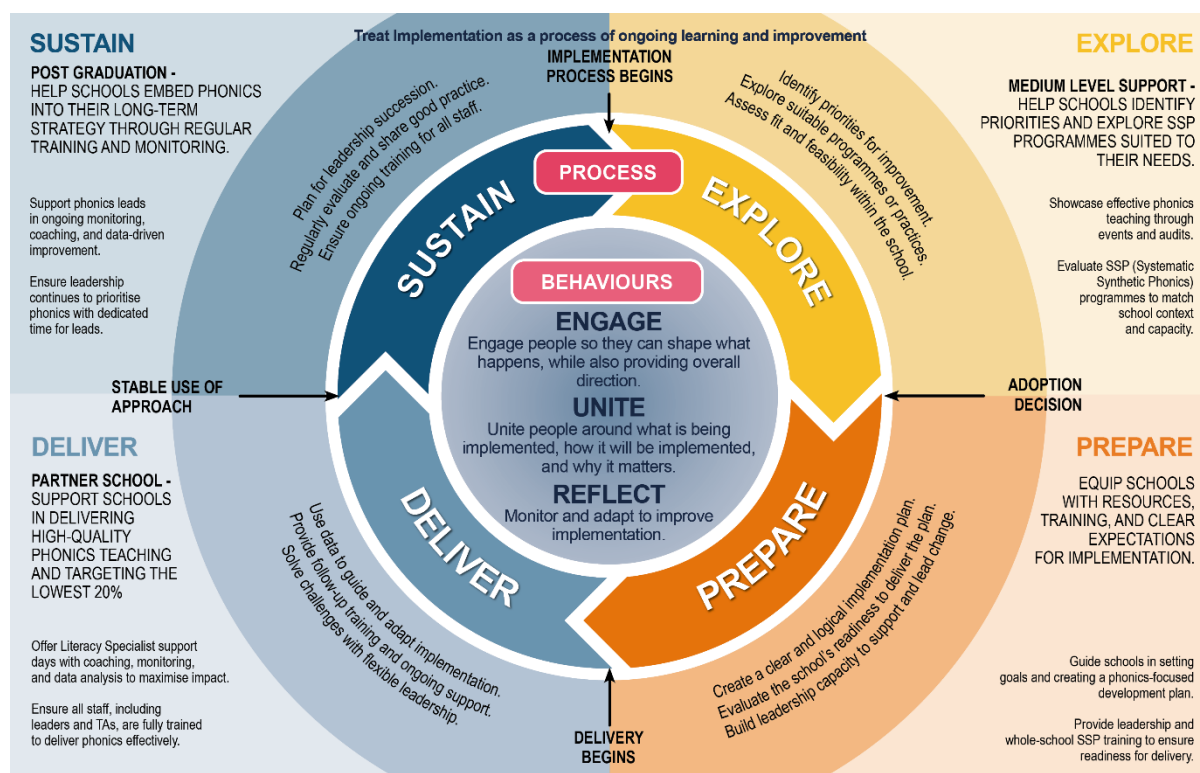 Treat Implementation as a process of ongoing learning and improvement
IMPLEMENTATION
PROCESS BEGINS
SUSTAIN
POST GRADUATION -
HELP SCHOOLS EMBED PHONICS
INTO THEIR LONG-TERM
STRATEGY THROUGH REGULAR
TRAINING AND MONITORING.
Support phonics leads
in ongoing monitoring,
coaching, and data-driven
improvement.
Ensure leadership
continues to prioritise
phonics with dedicated
time for leads.
Plan for leadership succession.
Regularly evaluate and share good practice.
Ensure ongoing training for all staff.
EXPLORE
MEDIUM LEVEL SUPPORT -
HELP SCHOOLS IDENTIFY
PRIORITIES AND EXPLORE SSP
PROGRAMMES SUITED TO
THEIR NEEDS.
Showcase effective phonics
teaching through
events and audits.
Evaluate SSP (Systematic
Synthetic Phonics)
programmes to match
school context
and capacity.
Identify priorities for improvement.
Explore suitable programmes or practices.
Assess fit and feasibility within the school.
PROCESS
SUSTAIN
EXPLORE
BEHAVIOURS
ENGAGE
Engage people so they can shape what
happens, while also providing overall
direction.
UNITE
Unite people around what is being
implemented, how it will be implemented,
and why it matters.
REFLECT
Monitor and adapt to improve
implementation.
DELIVER
PREPARE
STABLE USE OF
APPROACH
ADOPTION
DECISION
DELIVER
PARTNER SCHOOL -
SUPPORT SCHOOLS
IN DELIVERING
HIGH-QUALITY
PHONICS TEACHING
AND TARGETING THE
LOWEST 20%
Offer Literacy Specialist support
days with coaching, monitoring,
and data analysis to maximise impact.
Ensure all staff, including
leaders and TAs, are fully trained
to deliver phonics effectively.
Use data to guide and adapt implementation.
Provide follow-up training and ongoing support.
Solve challenges with flexible leadership.
PREPARE
EQUIP SCHOOLS
WITH RESOURCES,
TRAINING, AND CLEAR
EXPECTATIONS
FOR IMPLEMENTATION.
Guide schools in setting
goals and creating a phonics-focused
development plan.
Provide leadership and
whole-school SSP training to ensure
readiness for delivery.
Create a clear and logical implementation plan.
Evaluate the school's readiness to deliver the plan.
Build leadership capacity to support and lead change.
DELIVERY
BEGINS